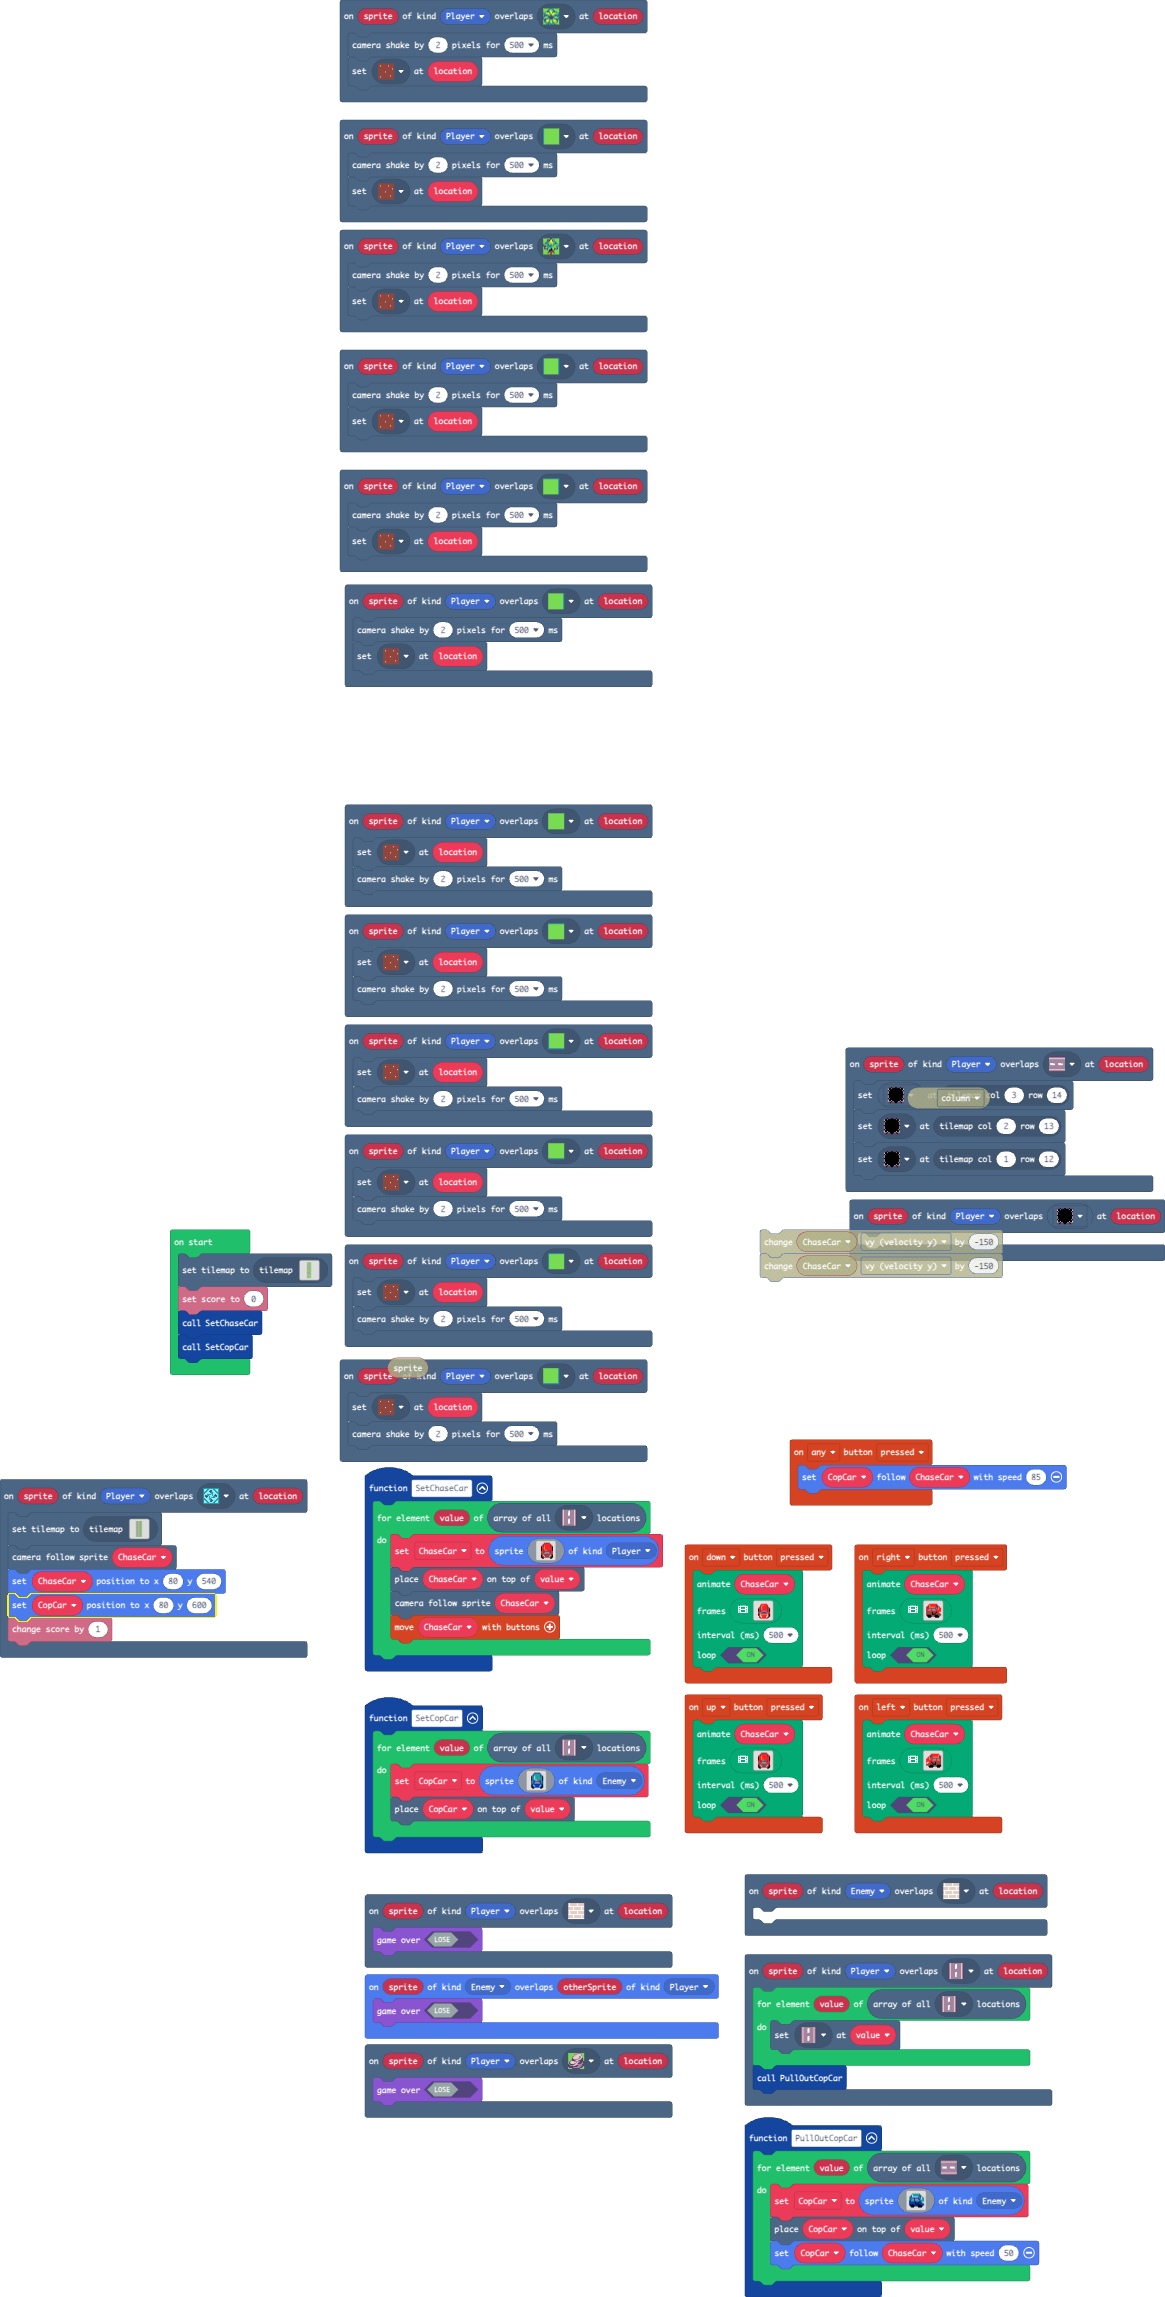 on sprite of kind Player overlaps at location
camera shake by 2 pixels for 500 ms
set at location
on sprite of kind Player overlaps at location
camera shake by 2 pixels for 500 ms
set at location
on sprite of kind Player overlaps at location
camera shake by 2 pixels for 500 ms
set at location
on sprite of kind Player overlaps at location
camera shake by 2 pixels for 500 ms
set at location
on sprite of kind Player overlaps at location
camera shake by 2 pixels for 500 ms
set at location
on sprite of kind Player overlaps at location
camera shake by 2 pixels for 500 ms
set at location
on sprite of kind Player overlaps at location
set at location
camera shake by 2 pixels for 500 ms
on sprite of kind Player overlaps at location
set at location
camera shake by 2 pixels for 500 ms
on sprite of kind Player overlaps at location
set at location
camera shake by 2 pixels for 500 ms
on sprite of kind Player overlaps at location
set at location
camera shake by 2 pixels for 500 ms
on sprite of kind Player overlaps at location
set at location
camera shake by 2 pixels for 500 ms
on sprite sprite kind Player overlaps at location
set at location
camera shake by 2 pixels for 500 ms
on start
set tilemap to tilemap
set score to 0
call SetChaseCar
call SetCopCar
on sprite of kind Player overlaps at location
set column col 3 row 14
set at tilemap col 2 row 13
set at tilemap col 1 row 12
on sprite of kind Player overlaps at location
change ChaseCar vy (velocity y) by -150
change ChaseCar vy (velocity y) by -150
on any button pressed
set CopCar follow ChaseCar with speed 85
on sprite of kind Player overlaps at location
set tilemap to tilemap
camera follow sprite ChaseCar
set ChaseCar position to x 80 y 540
set CopCar position to x 80 y 600
change score by 1
function SetChaseCar
for element value of array of all locations
do
set ChaseCar to sprite of kind Player
place ChaseCar on top of value
camera follow sprite ChaseCar
move ChaseCar with buttons
on down button pressed
animate ChaseCar
frames
interval (ms) 500
loop ON
on right button pressed
animate ChaseCar
frames
interval (ms) 500
loop ON
function SetCopCar
for element value of array of all locations
do
set CopCar to sprite of kind Enemy
place CopCar on top of value
on up button pressed
animate ChaseCar
frames
interval (ms) 500
loop ON
on left button pressed
animate ChaseCar
frames
interval (ms) 500
loop ON
on sprite of kind Player overlaps at location
game over LOSE
on sprite of kind Enemy overlaps otherSprite of kind Player
game over LOSE
on sprite of kind Player overlaps at location
game over LOSE
on sprite of kind Enemy overlaps at location
on sprite of kind Player overlaps at location
for element value of array of all locations
do
set at value
call PullOutCopCar
function PullOutCopCar
for element value of array of all locations
do
set CopCar to sprite of kind Enemy
place CopCar on top of value
set CopCar follow ChaseCar with speed 50